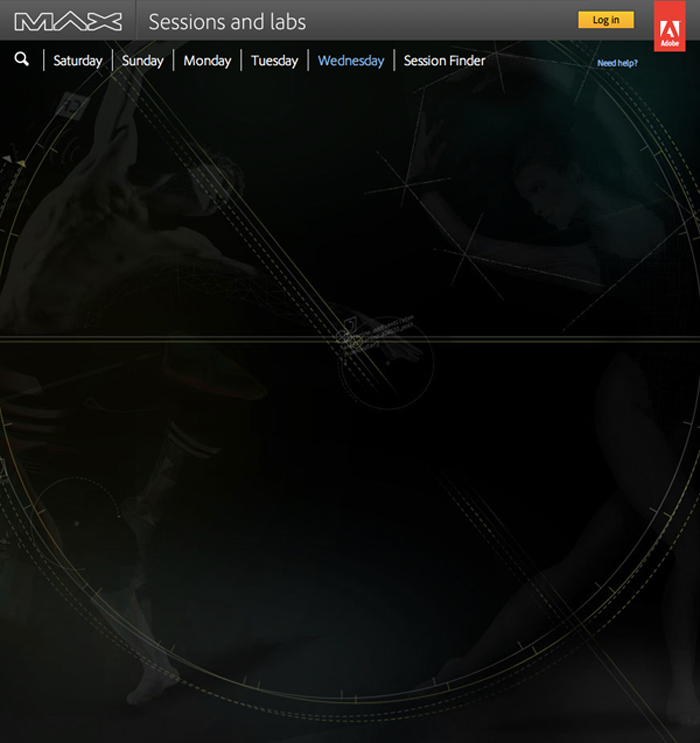 MAX Sessions and labs Log in
Adobe
Saturday Sunday Monday Tuesday Wednesday Session Finder Need help?